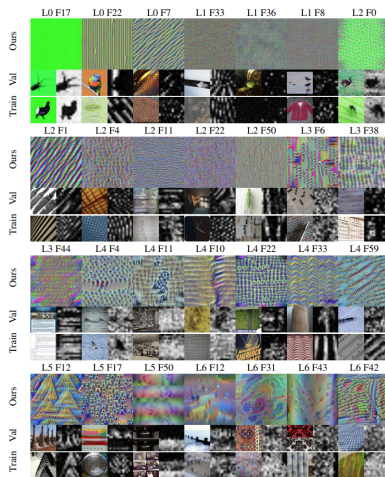 L0 F17 L0 F22 L0 F7 L1 F33 L1 F36 L1 F8 L2 F0
Ours
Val
Train
L2 F1 L2 F4 L2 F11 L2 F22 L2 F50 L3 F6 L3 F38
Ours
Val
Train
L3 F44 L4 F4 L4 F11 L4 F10 L4 F22 L4 F33 L4 F59
Ours
Val
Train
L5 F12 L5 F17 L5 F50 L6 F12 L6 F31 L6 F43 L6 F42
Ours
Val
Train